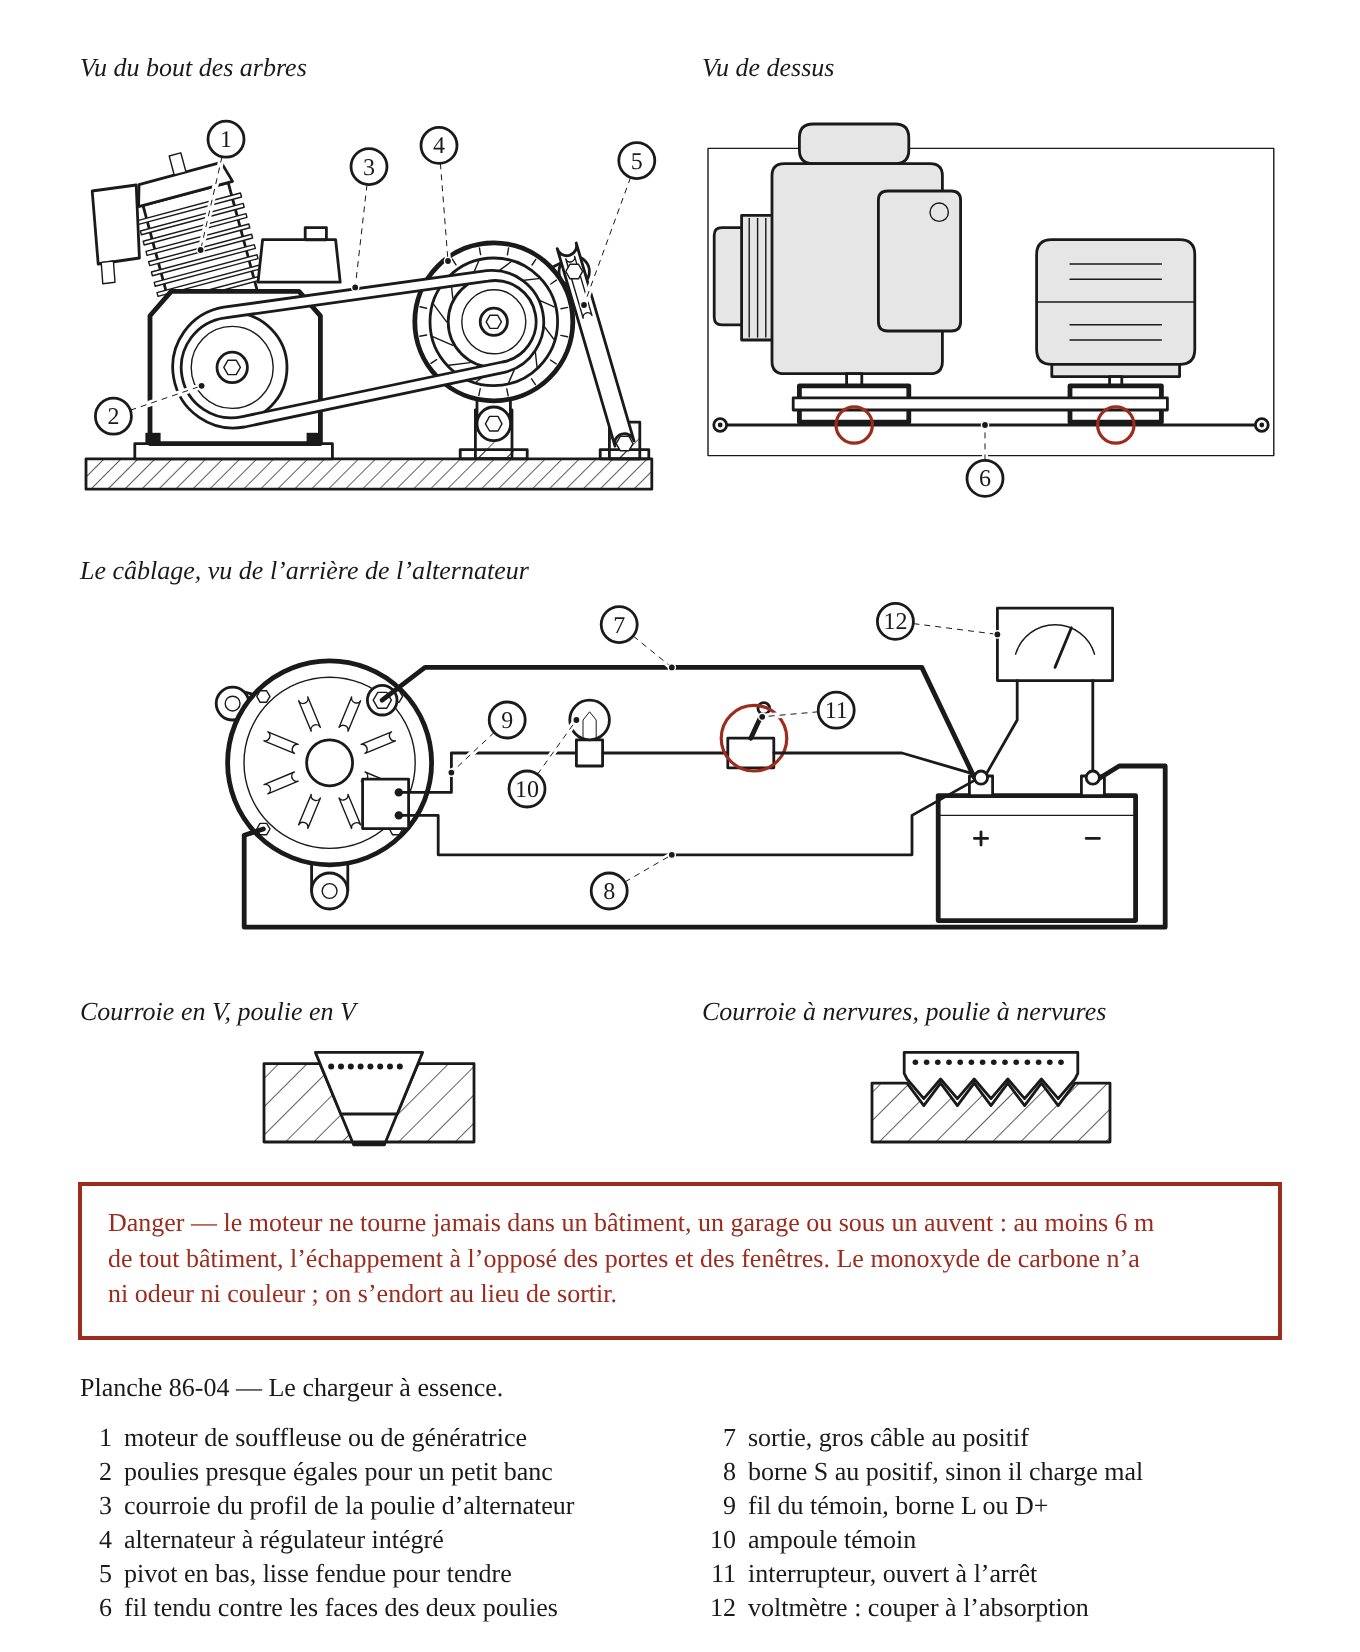 Vu du bout des arbres
Vu de dessus
1
3
4
5
2
6
Le câblage, vu de l’arrière de l’alternateur
7
12
9
11
10
+ −
8
Courroie en V, poulie en V
Courroie à nervures, poulie à nervures
Danger — le moteur ne tourne jamais dans un bâtiment, un garage ou sous un auvent : au moins 6 m
de tout bâtiment, l’échappement à l’opposé des portes et des fenêtres. Le monoxyde de carbone n’a
ni odeur ni couleur ; on s’endort au lieu de sortir.
Planche 86-04 — Le chargeur à essence.
1 moteur de souffleuse ou de génératrice
2 poulies presque égales pour un petit banc
3 courroie du profil de la poulie d’alternateur
4 alternateur à régulateur intégré
5 pivot en bas, lisse fendue pour tendre
6 fil tendu contre les faces des deux poulies
7 sortie, gros câble au positif
8 borne S au positif, sinon il charge mal
9 fil du témoin, borne L ou D+
10 ampoule témoin
11 interrupteur, ouvert à l’arrêt
12 voltmètre : couper à l’absorption